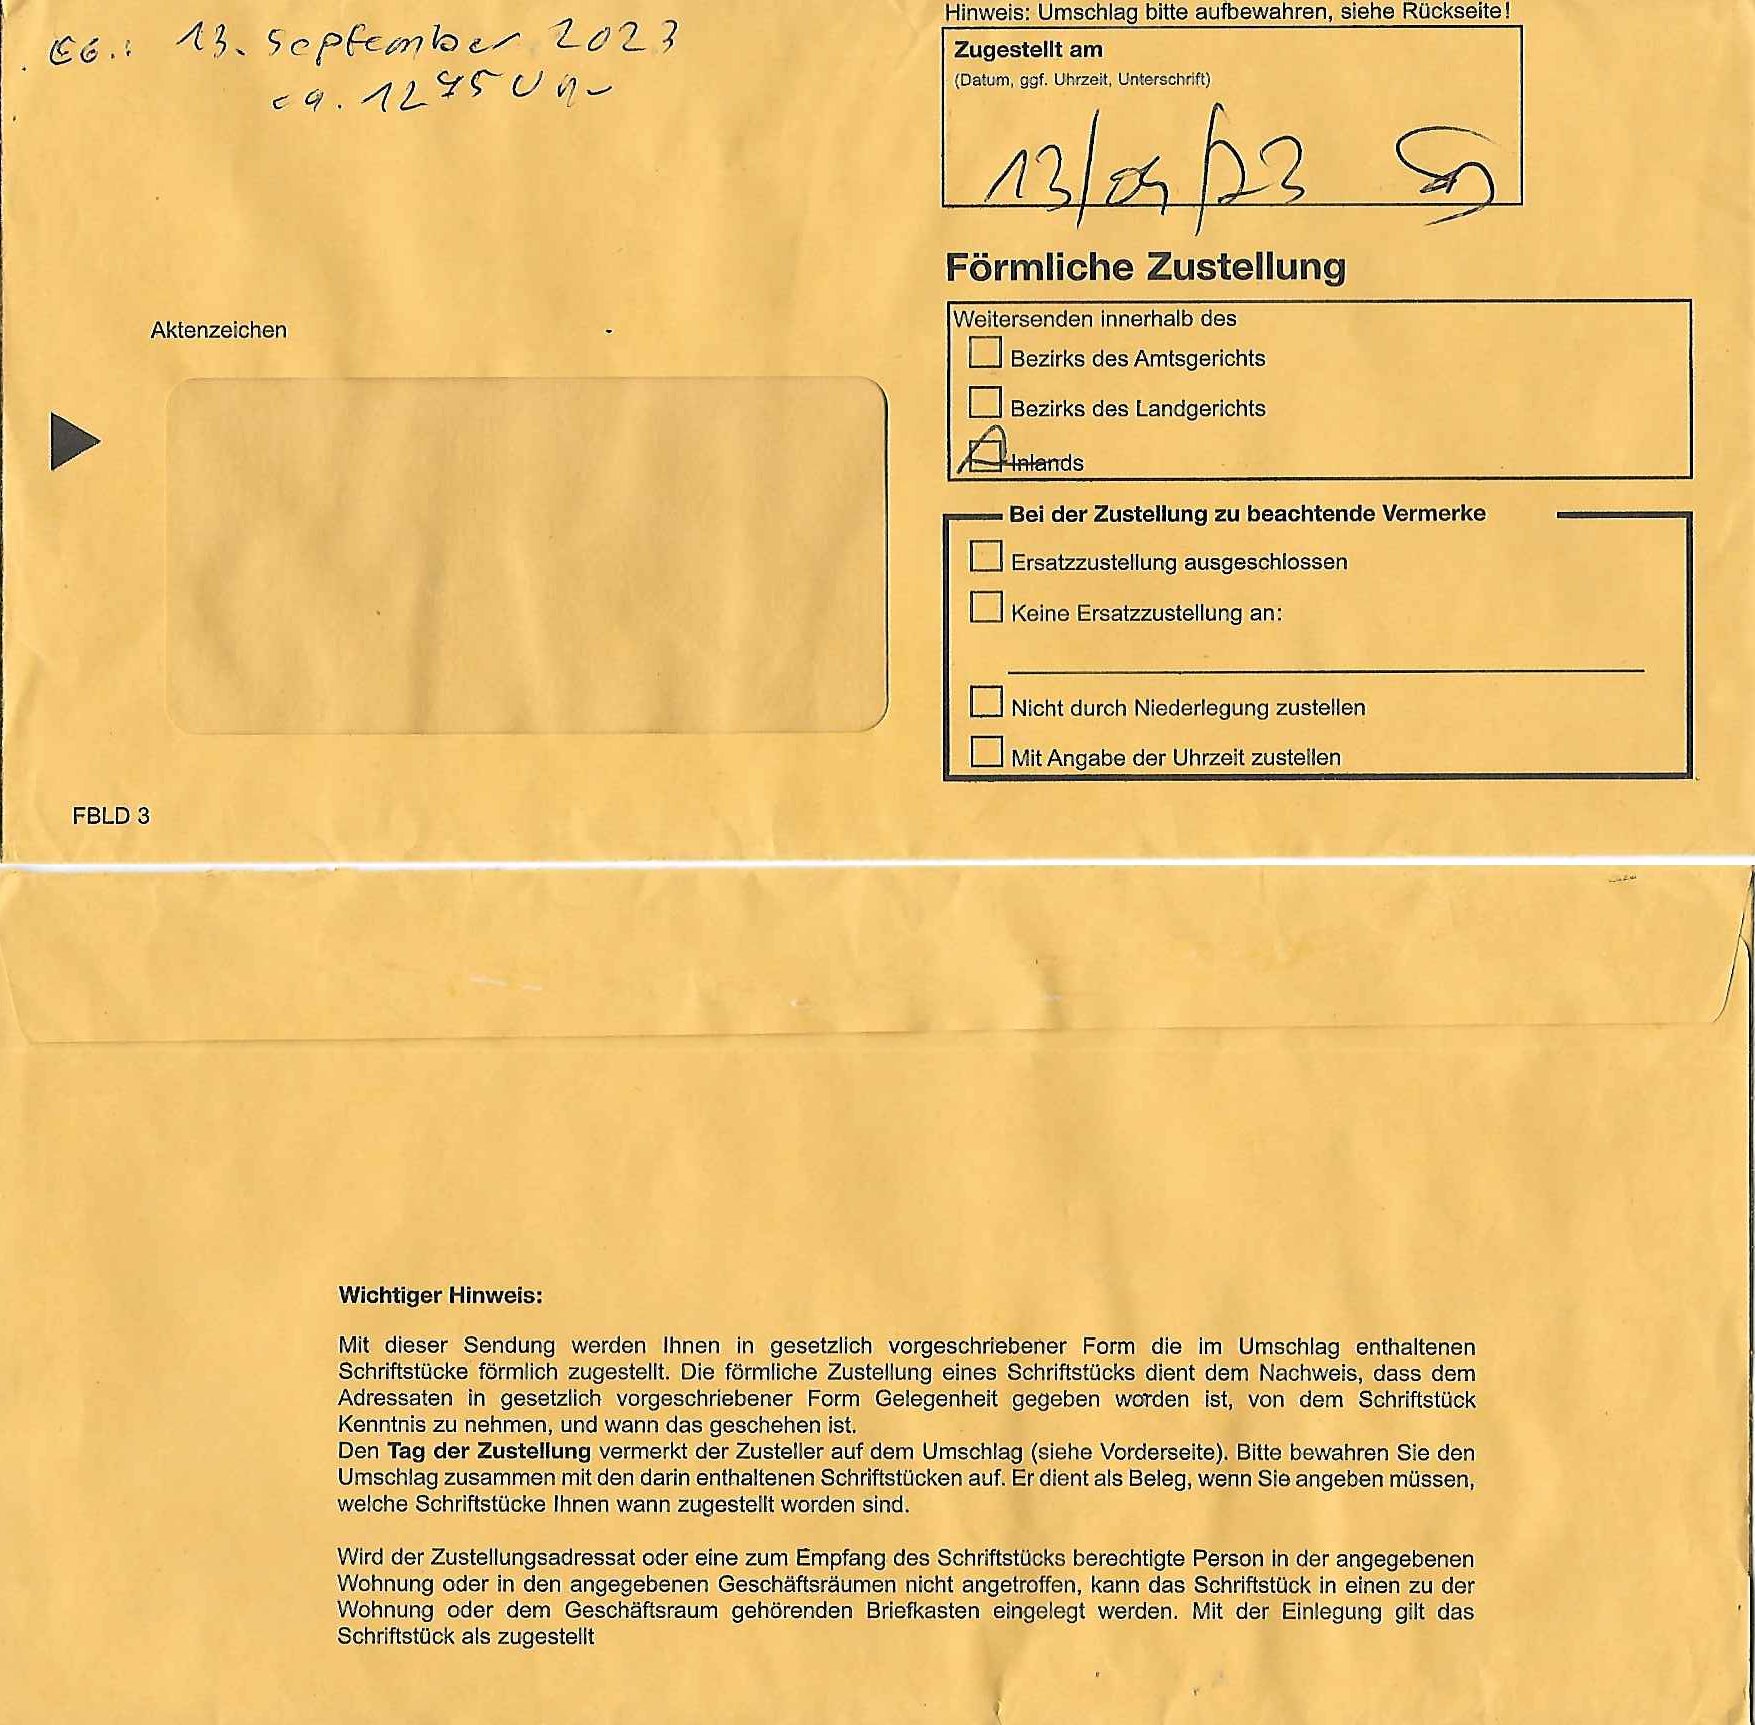 EG.: 13. September 2023
ca. 1245 Uhr
Hinweis: Umschlag bitte aufbewahren, siehe Rückseite!
Zugestellt am
(Datum, ggf. Uhrzeit, Unterschrift)
13/09/23
Förmliche Zustellung
Weitersenden innerhalb des
Bezirks des Amtsgerichts
Bezirks des Landgerichts
Inlands
Aktenzeichen
Bei der Zustellung zu beachtende Vermerke
Ersatzzustellung ausgeschlossen
Keine Ersatzzustellung an:
Nicht durch Niederlegung zustellen
Mit Angabe der Uhrzeit zustellen
FBLD 3
Wichtiger Hinweis:
Mit dieser Sendung werden Ihnen in gesetzlich vorgeschriebener Form die im Umschlag enthaltenen
Schriftstücke förmlich zugestellt. Die förmliche Zustellung eines Schriftstücks dient dem Nachweis, dass dem
Adressaten in gesetzlich vorgeschriebener Form Gelegenheit gegeben worden ist, von dem Schriftstück
Kenntnis zu nehmen, und wann das geschehen ist.
Den Tag der Zustellung vermerkt der Zusteller auf dem Umschlag (siehe Vorderseite). Bitte bewahren Sie den
Umschlag zusammen mit den darin enthaltenen Schriftstücken auf. Er dient als Beleg, wenn Sie angeben müssen,
welche Schriftstücke Ihnen wann zugestellt worden sind.
Wird der Zustellungsadressat oder eine zum Empfang des Schriftstücks berechtigte Person in der angegebenen
Wohnung oder in den angegebenen Geschäftsräumen nicht angetroffen, kann das Schriftstück in einen zu der
Wohnung oder dem Geschäftsraum gehörenden Briefkasten eingelegt werden. Mit der Einlegung gilt das
Schriftstück als zugestellt